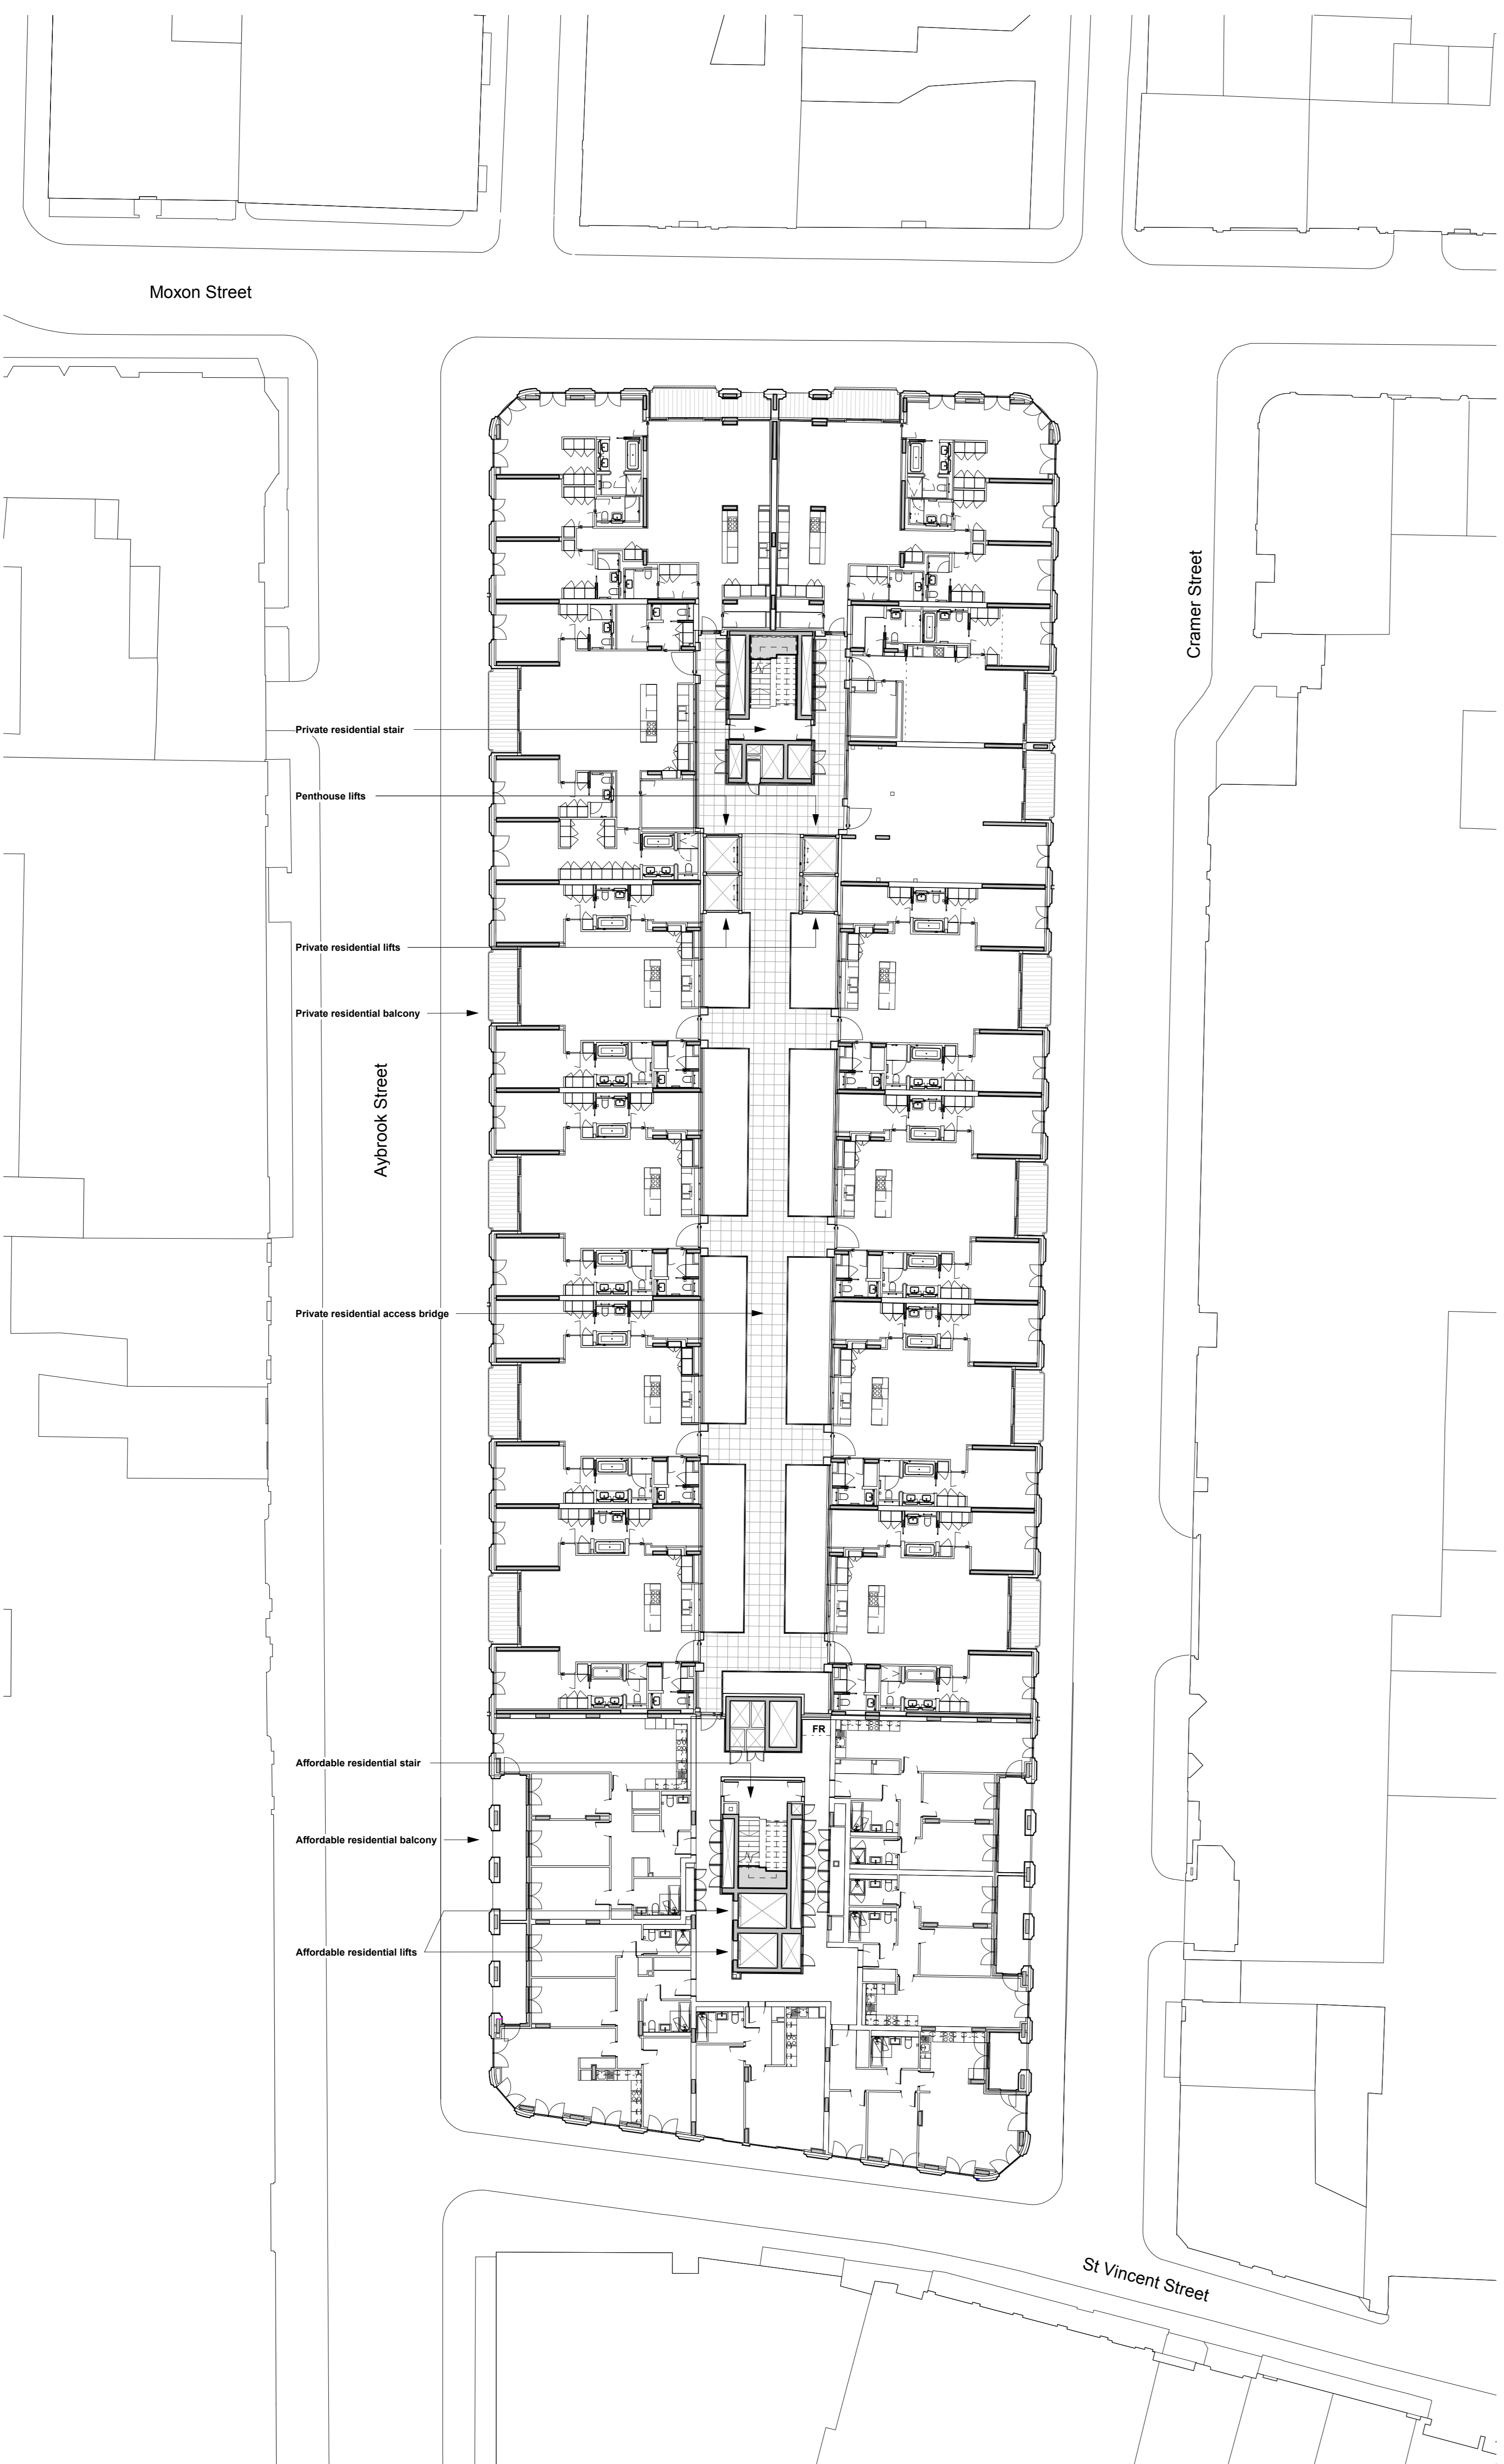 Moxon Street
Cramer Street
Private residential stair
Penthouse lifts
Private residential lifts
Private residential balcony
Aybrook Street
Private residential access bridge
FR
Affordable residential stair
Affordable residential balcony
Affordable residential lifts
St Vincent Street